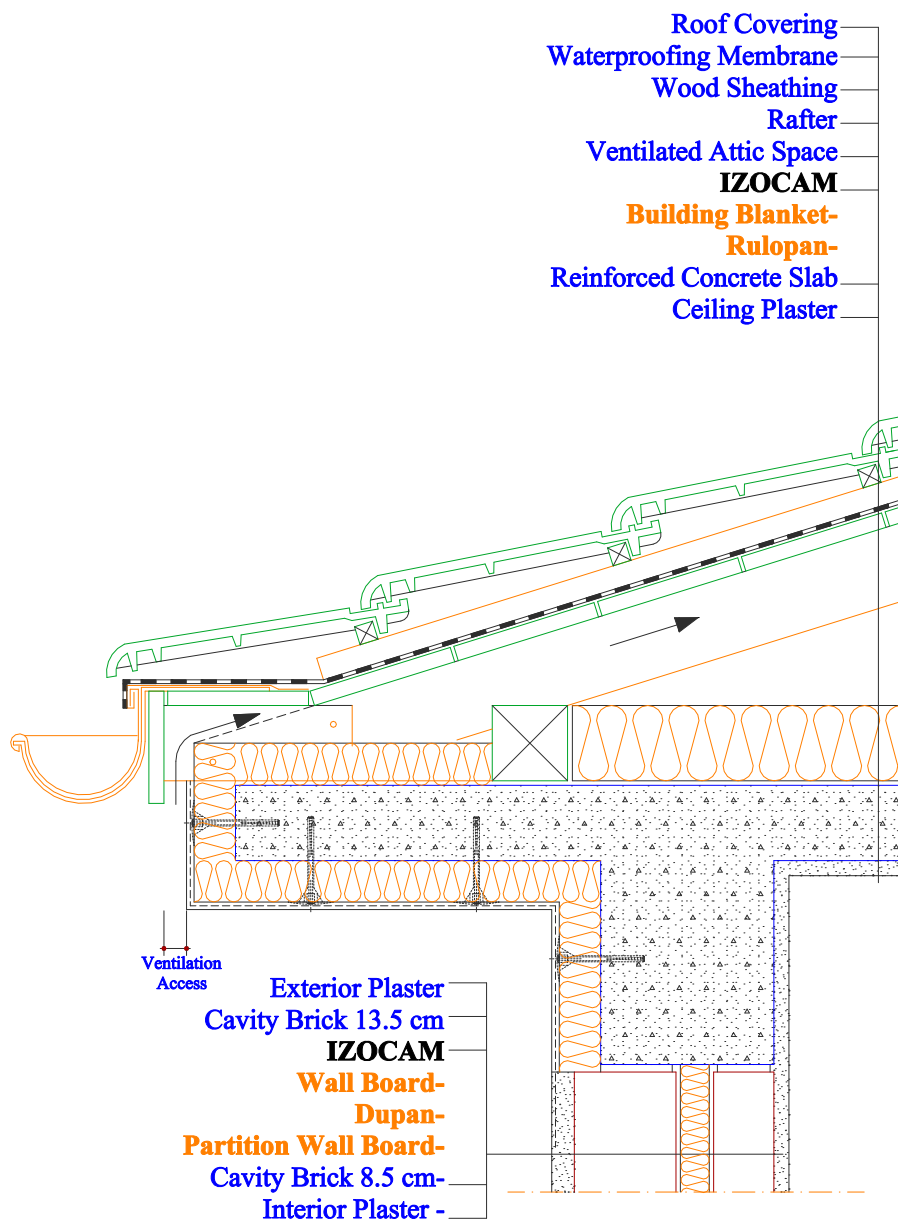 Roof Covering
Waterproofing Membrane
Wood Sheathing
Rafter
Ventilated Attic Space
IZOCAM
Building Blanket-
Rulopan-
Reinforced Concrete Slab
Ceiling Plaster
Ventilation
Access
Exterior Plaster
Cavity Brick 13.5 cm
IZOCAM
Wall Board-
Dupan-
Partition Wall Board-
Cavity Brick 8.5 cm-
Interior Plaster -